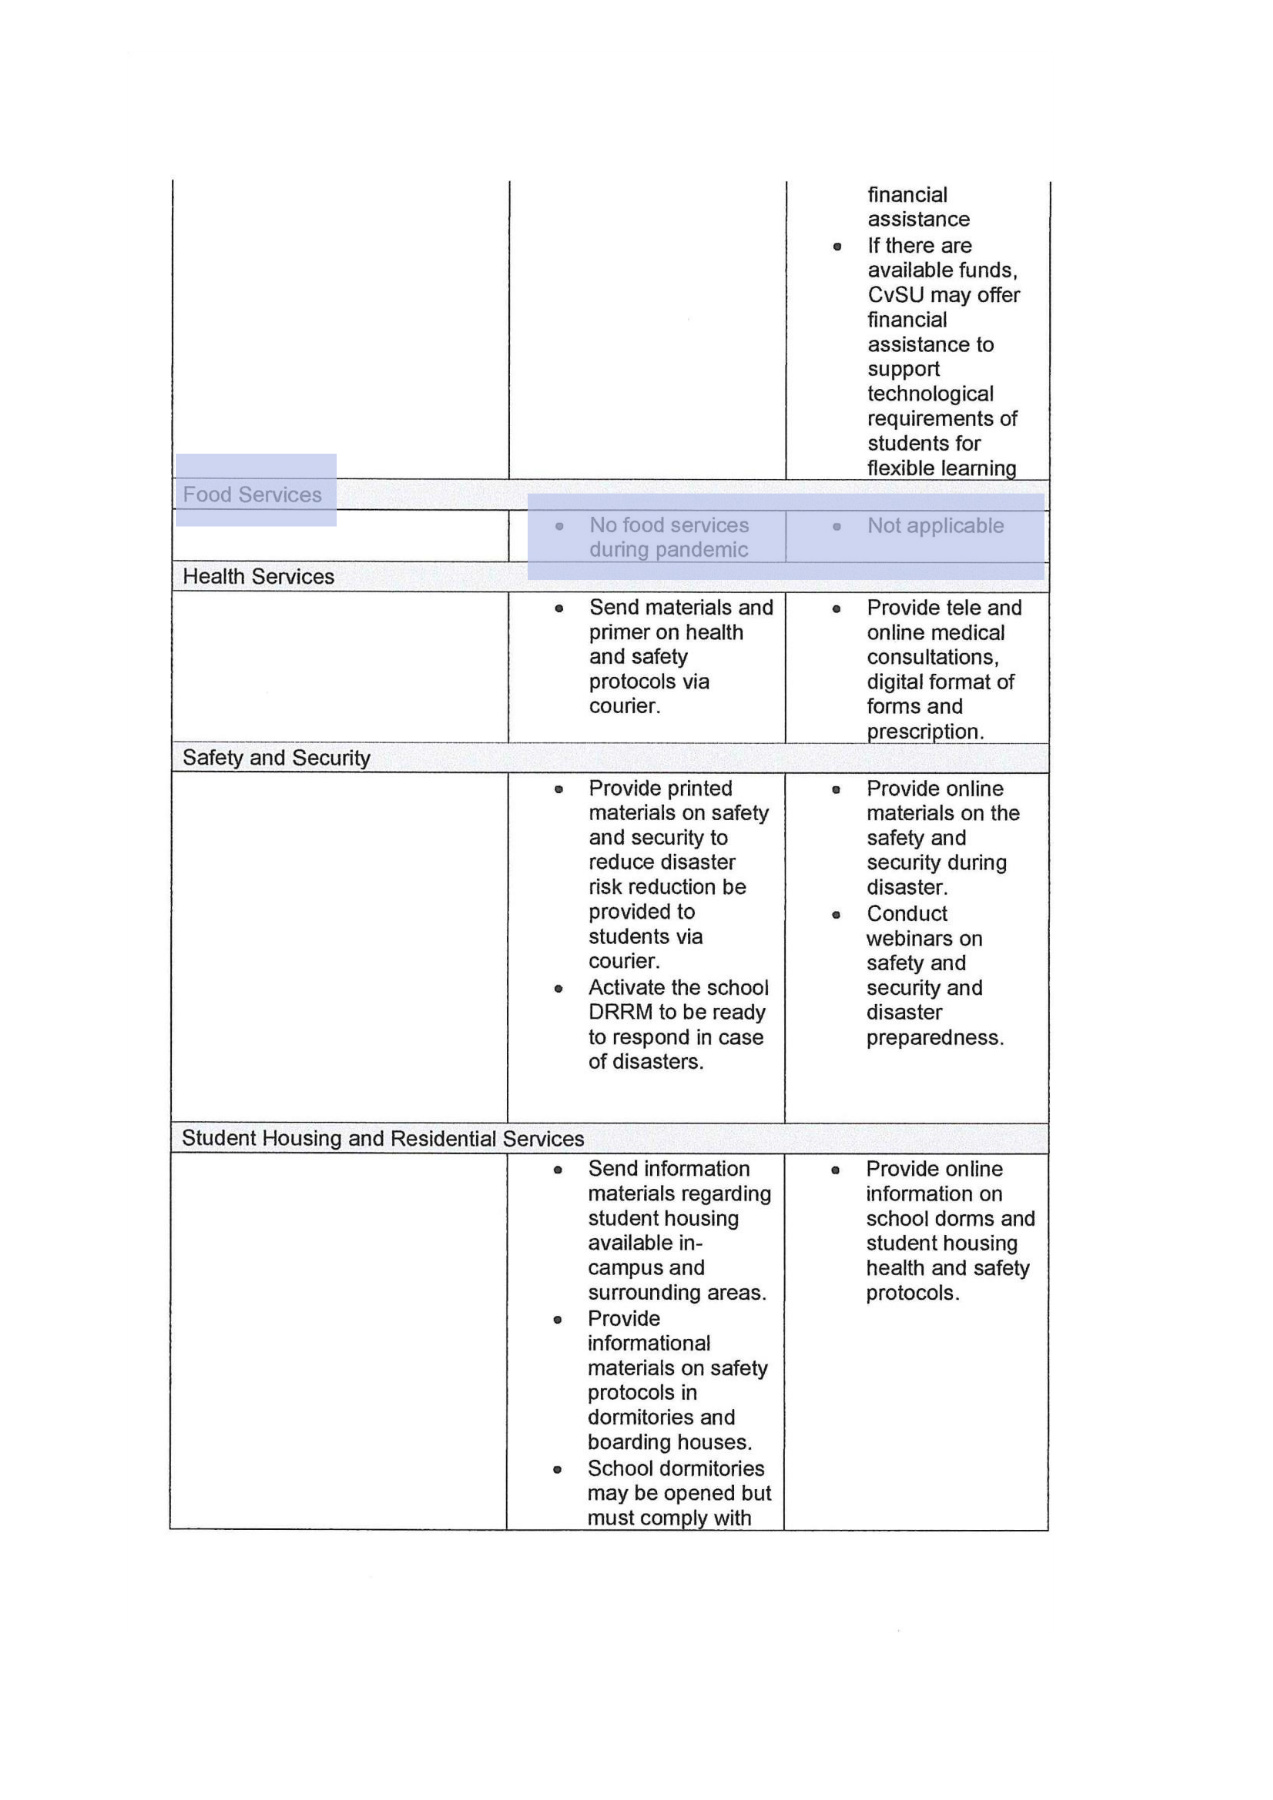 financial
assistance
• If there are
available funds,
CvSU may offer
financial
assistance to
support
technological
requirements of
students for
flexible learning
Food Services
• No food services
during pandemic
• Not applicable
Health Services
• Send materials and
primer on health
and safety
protocols via
courier.
• Provide tele and
online medical
consultations,
digital format of
forms and
prescription.
Safety and Security
• Provide printed
materials on safety
and security to
reduce disaster
risk reduction be
provided to
students via
courier.
• Activate the school
DRRM to be ready
to respond in case
of disasters.
• Provide online
materials on the
safety and
security during
disaster.
• Conduct
webinars on
safety and
security and
disaster
preparedness.
Student Housing and Residential Services
• Send information
materials regarding
student housing
available in-
campus and
surrounding areas.
• Provide
informational
materials on safety
protocols in
dormitories and
boarding houses.
• School dormitories
may be opened but
must comply with
• Provide online
information on
school dorms and
student housing
health and safety
protocols.